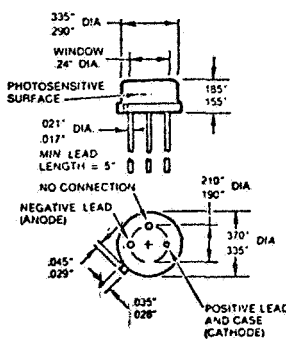 .335" DIA
.290"
WINDOW
.24" DIA.
PHOTOSENSITIVE
SURFACE
.185"
.155"
.021" DIA.
.017"
MIN LEAD
LENGTH = 5"
NO CONNECTION
.210" DIA.
.190"
NEGATIVE LEAD
(ANODE)
.370" DIA
.335"
.045"
.029"
.035"
.028"
POSITIVE LEAD
AND CASE
(CATHODE)